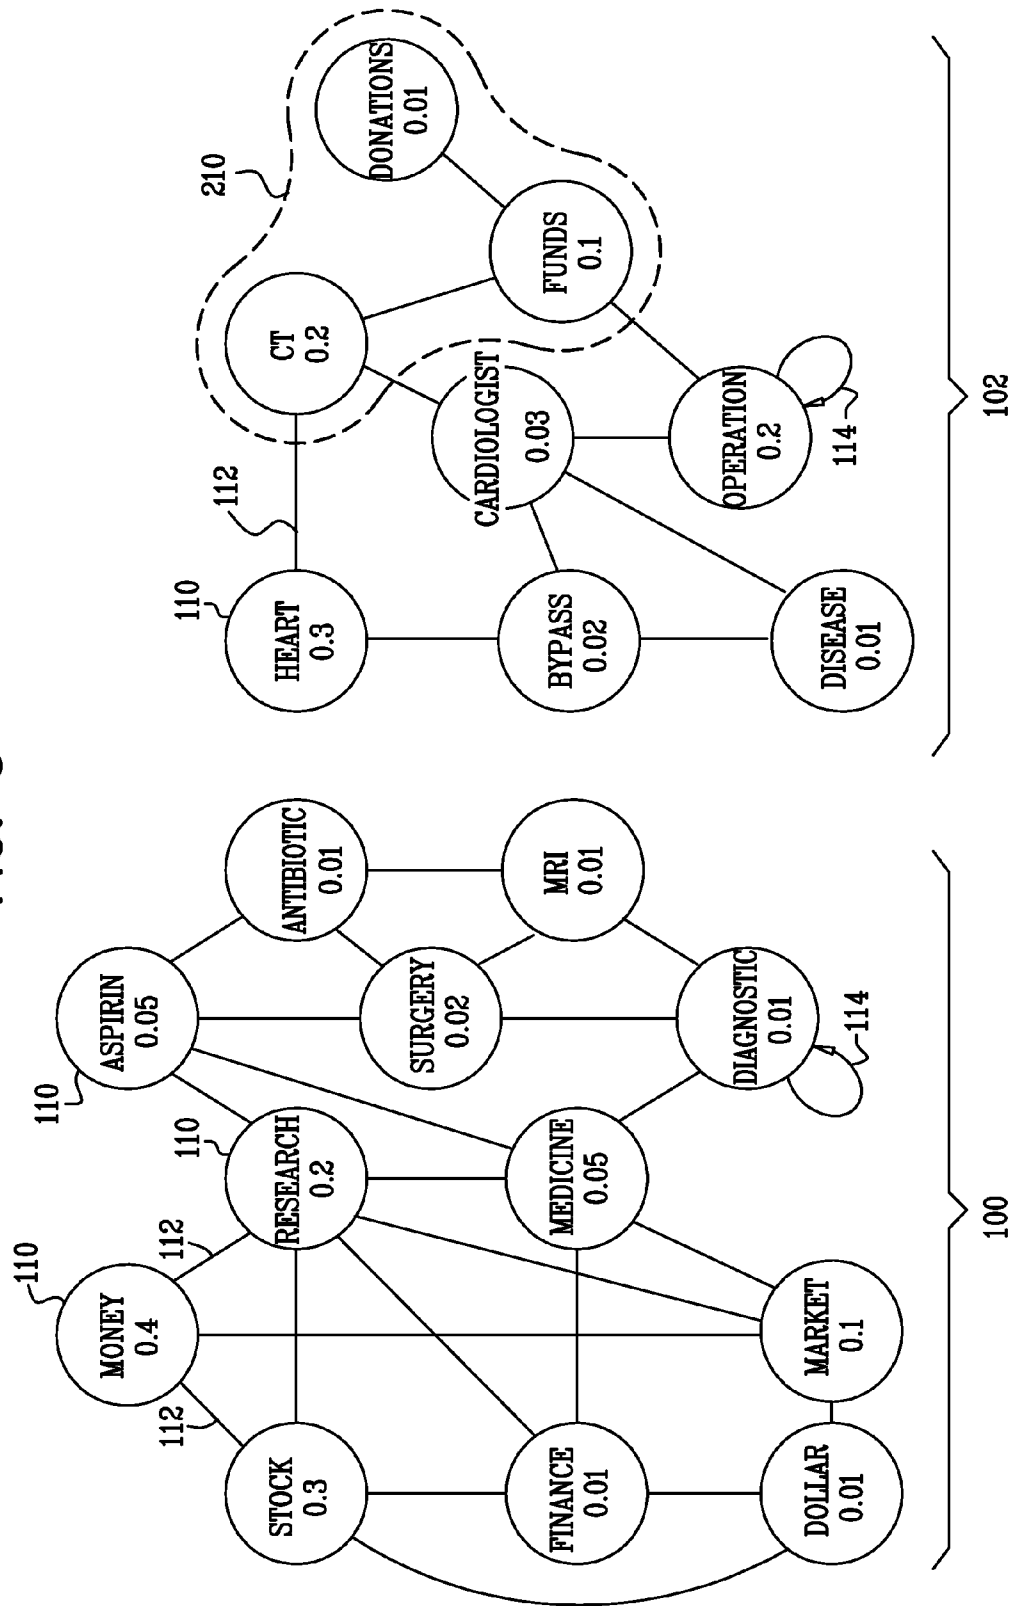 110
MONEY
0.4
112
112
110
ASPIRIN
0.05
STOCK
0.3
110
RESEARCH
0.2
ANTIBIOTIC
0.01
SURGERY
0.02
FINANCE
0.01
MEDICINE
0.05
MRI
0.01
DOLLAR
0.01
MARKET
0.1
DIAGNOSTIC
0.01
114
100
110
HEART
0.3
112
210
CT
0.2
DONATIONS
0.01
BYPASS
0.02
CARDIOLOGIST
0.03
FUNDS
0.1
DISEASE
0.01
OPERATION
0.2
114
102